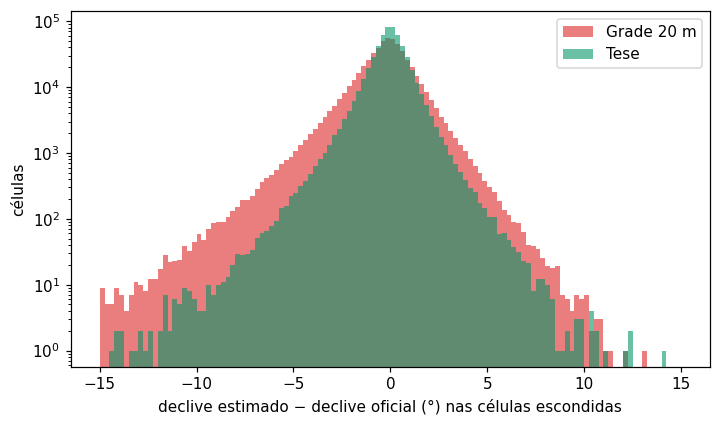 Grade 20 m
Tese
células
10⁵
10⁴
10³
10²
10¹
10⁰
−15 −10 −5 0 5 10 15
declive estimado − declive oficial (°) nas células escondidas